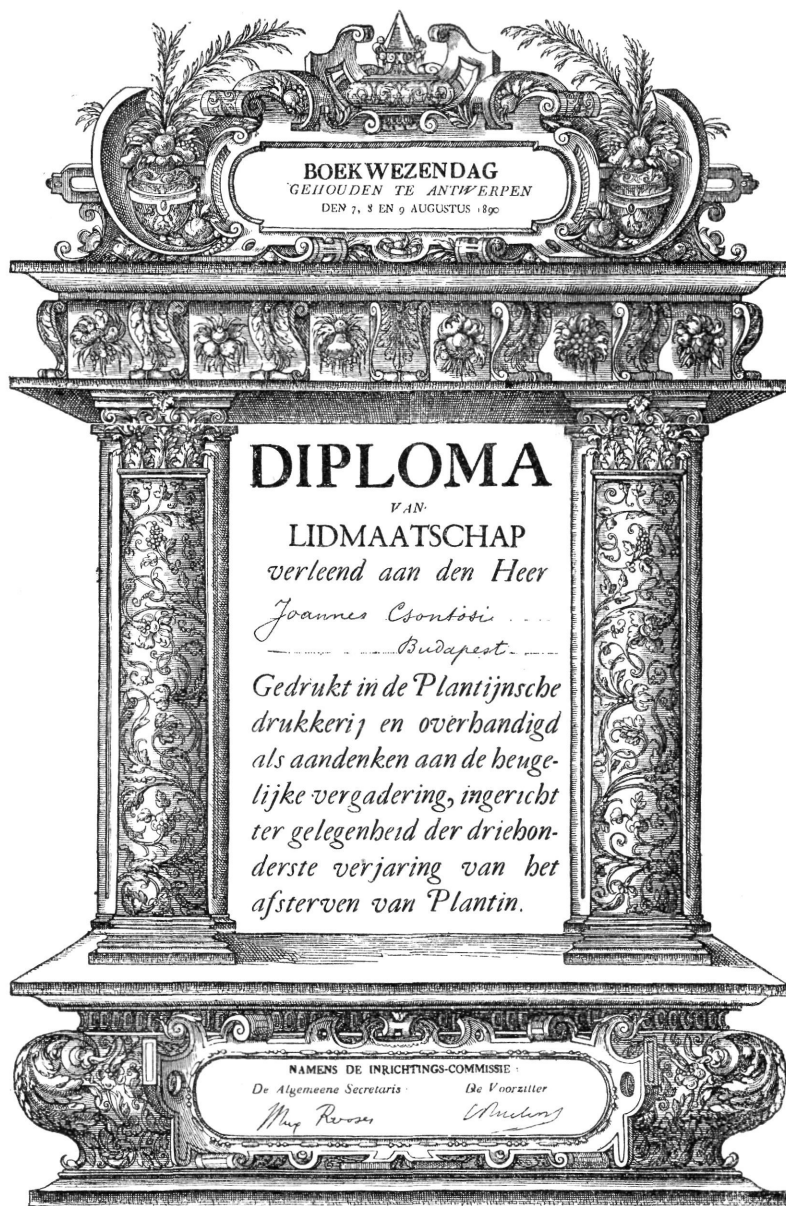 BOEKWEZENDAG
GEHOUDEN TE ANTWERPEN
DEN 7, 8 EN 9 AUGUSTUS 1890
DIPLOMA
VAN
LIDMAATSCHAP
verleend aan den Heer
Joannes Csontosi
Budapest
Gedrukt in de Plantijnsche
drukkerij en overhandigd
als aandenken aan de heuge-
lijke vergadering, ingericht
ter gelegenheid der driehon-
derste verjaring van het
afsterven van Plantin.
NAMENS DE INRICHTINGS-COMMISSIE
De Algemeene Secretaris De Voorzitter
Max Rooses